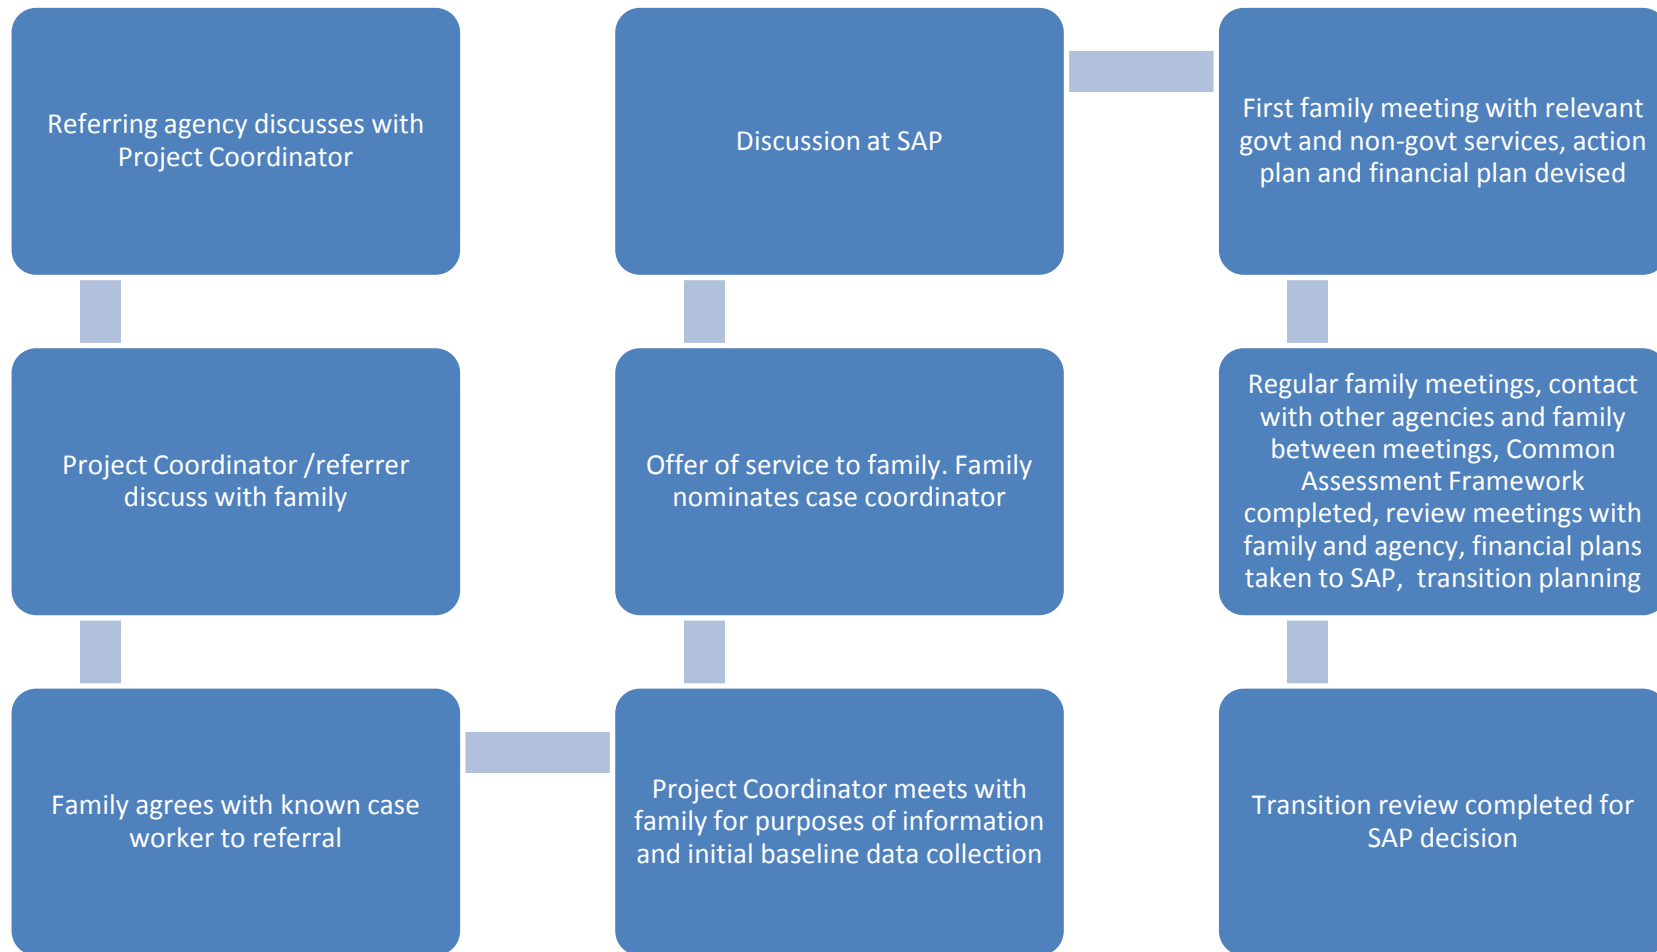 Referring agency discusses with
Project Coordinator
Project Coordinator /referrer
discuss with family
Family agrees with known case
worker to referral
Project Coordinator meets with
family for purposes of information
and initial baseline data collection
Offer of service to family. Family
nominates case coordinator
Discussion at SAP
First family meeting with relevant
govt and non-govt services, action
plan and financial plan devised
Regular family meetings, contact
with other agencies and family
between meetings, Common
Assessment Framework
completed, review meetings with
family and agency, financial plans
taken to SAP,  transition planning
Transition review completed for
SAP decision